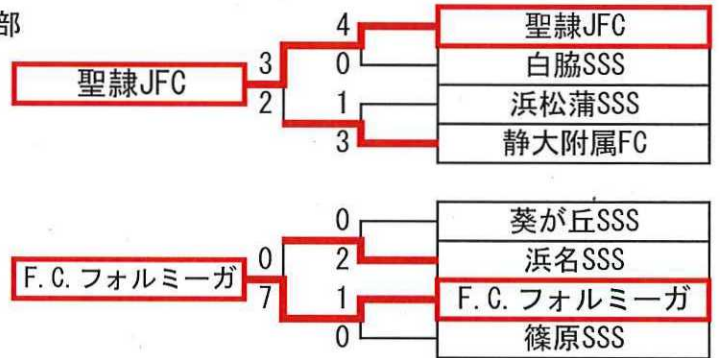 部
4 聖隷JFC
3 0 白脇SSS
聖隷JFC
2 1 浜松蒲SSS
3 静大附属FC
0 葵が丘SSS
0 2 浜名SSS
F.C.フォルミーガ
7 1 F.C.フォルミーガ
0 篠原SSS